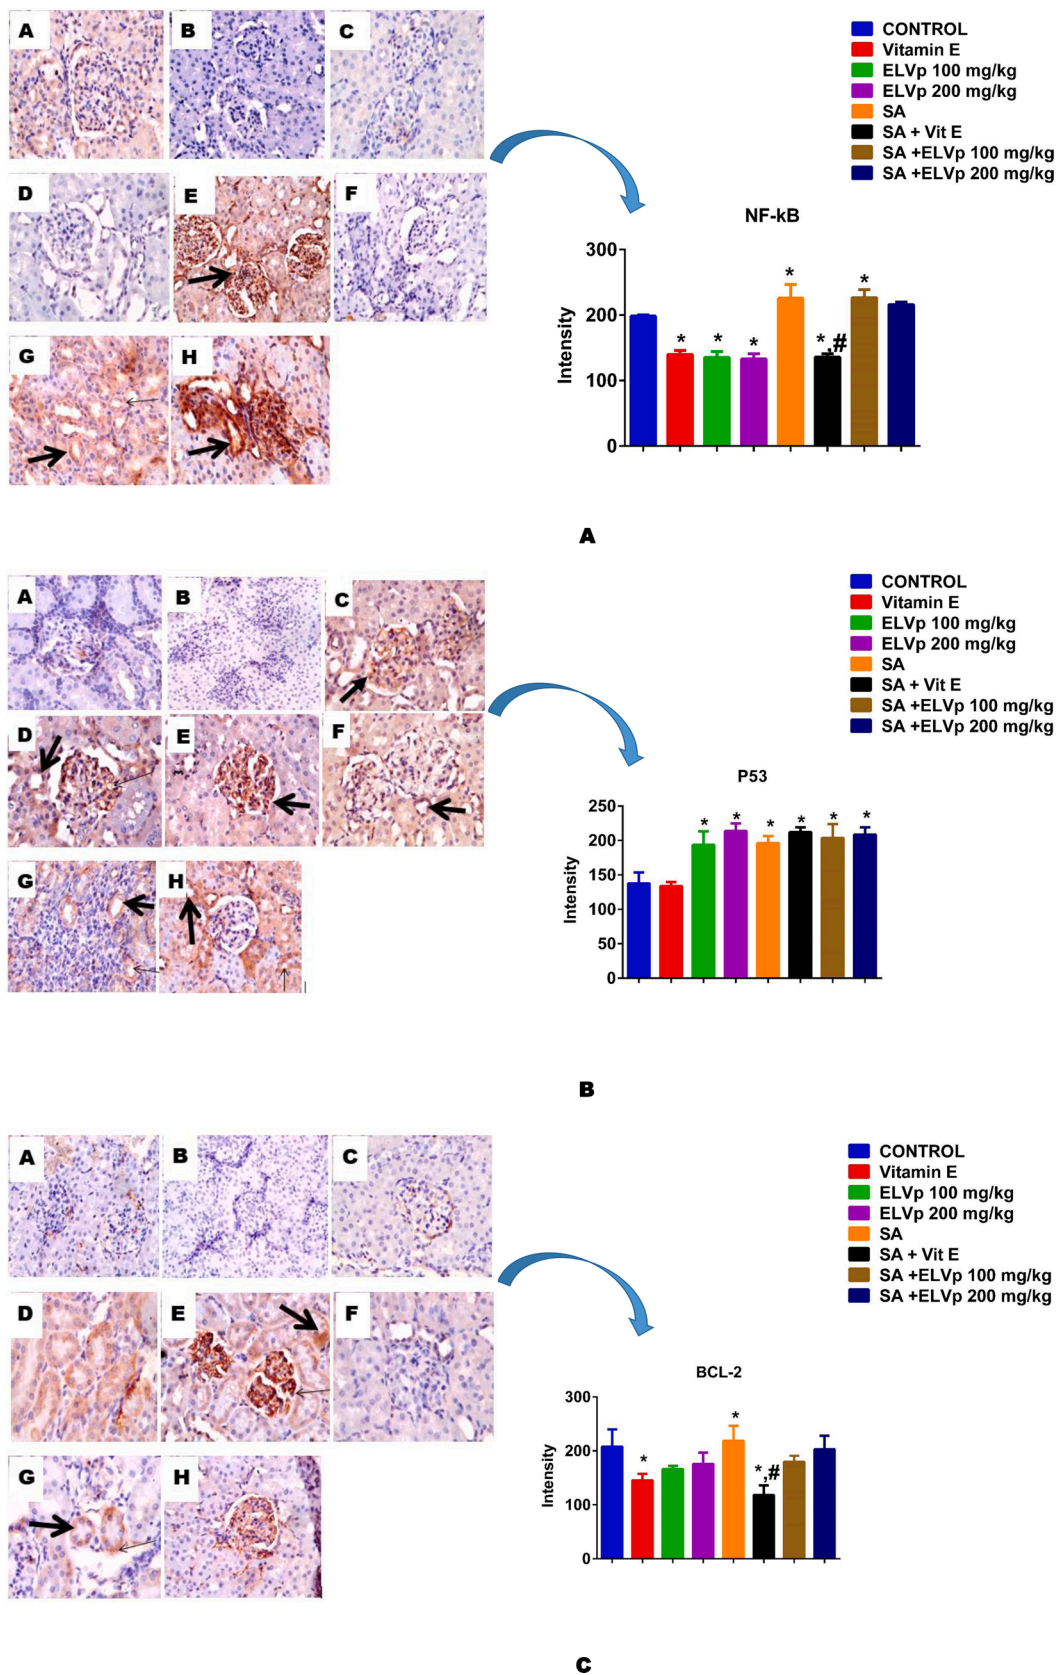 A
B
C
D
E
F
G
H
CONTROL
Vitamin E
ELVp 100 mg/kg
ELVp 200 mg/kg
SA
SA + Vit E
SA +ELVp 100 mg/kg
SA +ELVp 200 mg/kg
NF-kB
Intensity
300
200
100
0
* * * * *,# *
A
A
B
C
D
E
F
G
H
CONTROL
Vitamin E
ELVp 100 mg/kg
ELVp 200 mg/kg
SA
SA + Vit E
SA +ELVp 100 mg/kg
SA +ELVp 200 mg/kg
P53
Intensity
250
200
150
100
50
0
* * * * * *
B
A
B
C
D
E
F
G
H
CONTROL
Vitamin E
ELVp 100 mg/kg
ELVp 200 mg/kg
SA
SA + Vit E
SA +ELVp 100 mg/kg
SA +ELVp 200 mg/kg
BCL-2
Intensity
300
200
100
0
* * *,#
C